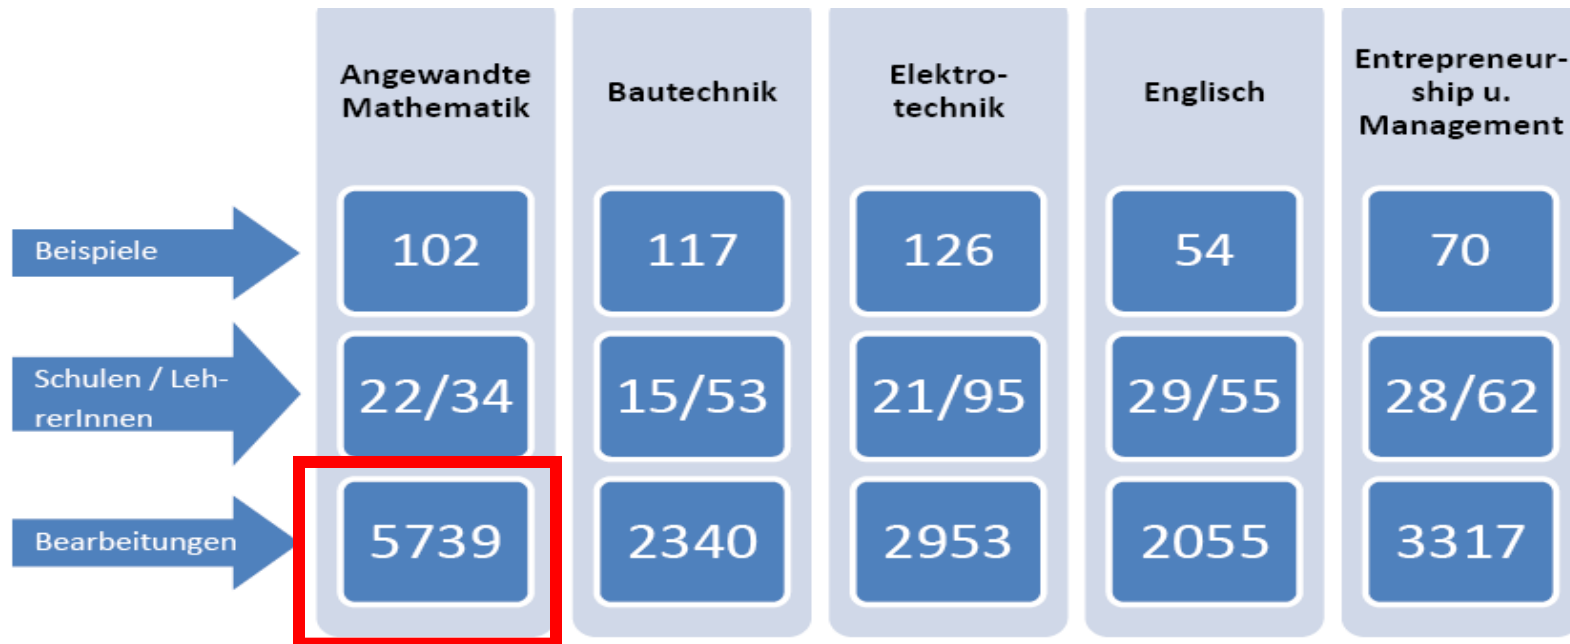 Angewandte
Mathematik
Bautechnik
Elektro-
technik
Englisch
Entrepreneur-
ship u.
Management
Beispiele
102
117
126
54
70
Schulen / Leh-
rerInnen
22/34
15/53
21/95
29/55
28/62
Bearbeitungen
5739
2340
2953
2055
3317